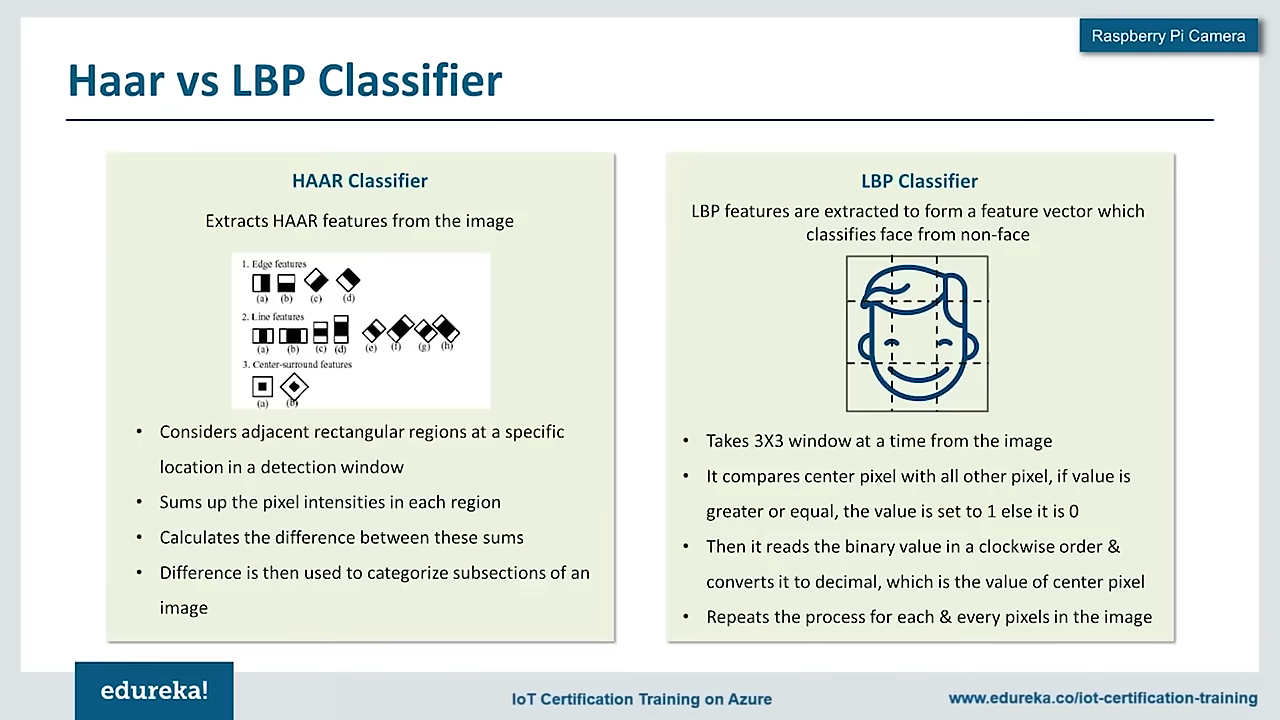 Raspberry Pi Camera
Haar vs LBP Classifier
HAAR Classifier
Extracts HAAR features from the image
1. Edge features
(a) (b) (c) (d)
2. Line features
(a) (b) (c) (d) (e) (f) (g) (h)
3. Center-surround features
(a) (b)
• Considers adjacent rectangular regions at a specific
location in a detection window
• Sums up the pixel intensities in each region
• Calculates the difference between these sums
• Difference is then used to categorize subsections of an
image
LBP Classifier
LBP features are extracted to form a feature vector which
classifies face from non-face
• Takes 3X3 window at a time from the image
• It compares center pixel with all other pixel, if value is
greater or equal, the value is set to 1 else it is 0
• Then it reads the binary value in a clockwise order &
converts it to decimal, which is the value of center pixel
• Repeats the process for each & every pixels in the image
edureka!
IoT Certification Training on Azure
www.edureka.co/iot-certification-training